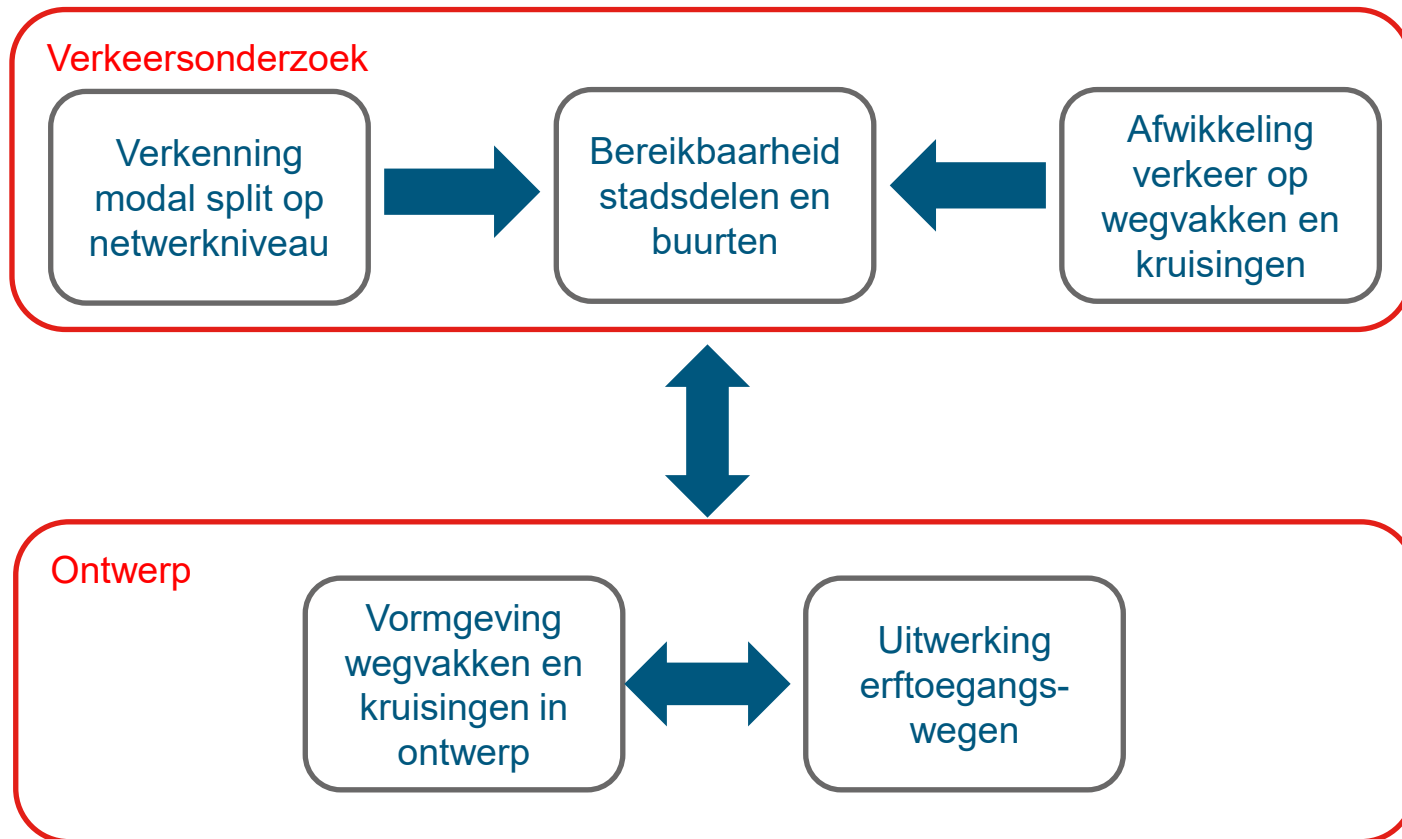 Verkeersonderzoek
Verkenning
modal split op
netwerkniveau
Bereikbaarheid
stadsdelen en
buurten
Afwikkeling
verkeer op
wegvakken en
kruisingen
Ontwerp
Vormgeving
wegvakken en
kruisingen in
ontwerp
Uitwerking
erftoegangs-
wegen